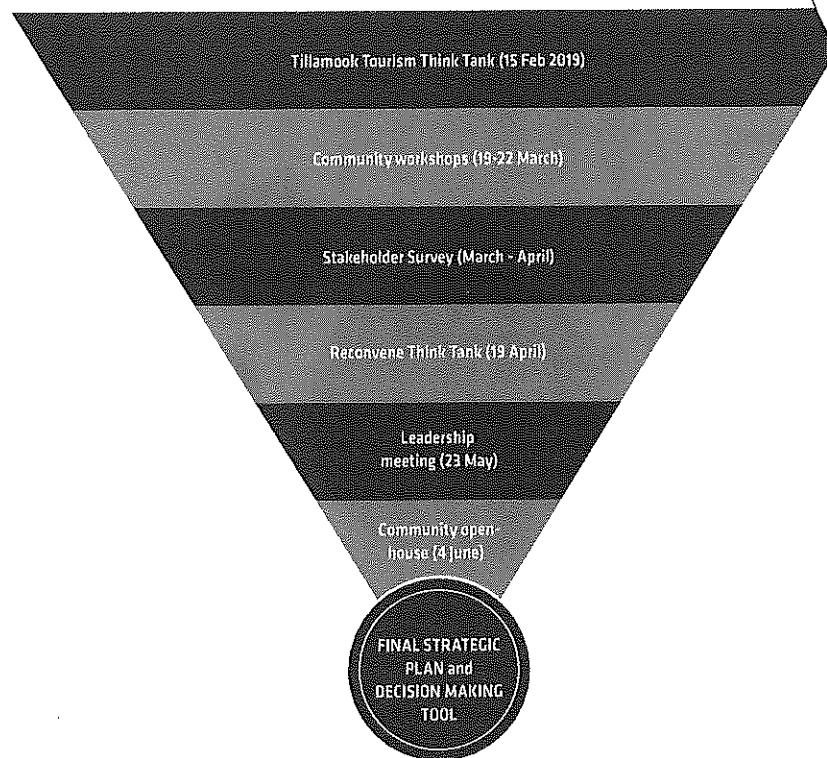 Tillamook Tourism Think Tank (15 Feb 2019)
Community workshops (19-22 March)
Stakeholder Survey (March - April)
Reconvene Think Tank (19 April)
Leadership
meeting (23 May)
Community open-
house (4 June)
FINAL STRATEGIC
PLAN and
DECISION MAKING
TOOL